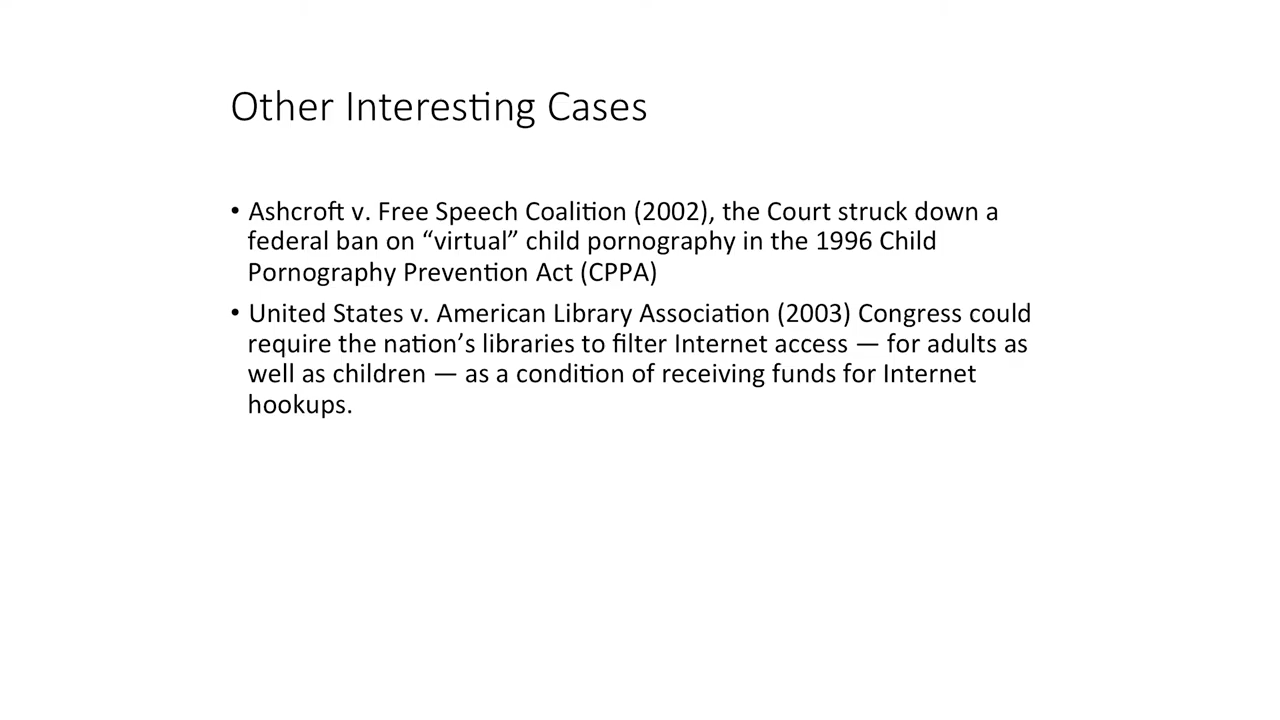 Other Interesting Cases
• Ashcroft v. Free Speech Coalition (2002), the Court struck down a
federal ban on “virtual” child pornography in the 1996 Child
Pornography Prevention Act (CPPA)
• United States v. American Library Association (2003) Congress could
require the nation’s libraries to filter Internet access — for adults as
well as children — as a condition of receiving funds for Internet
hookups.